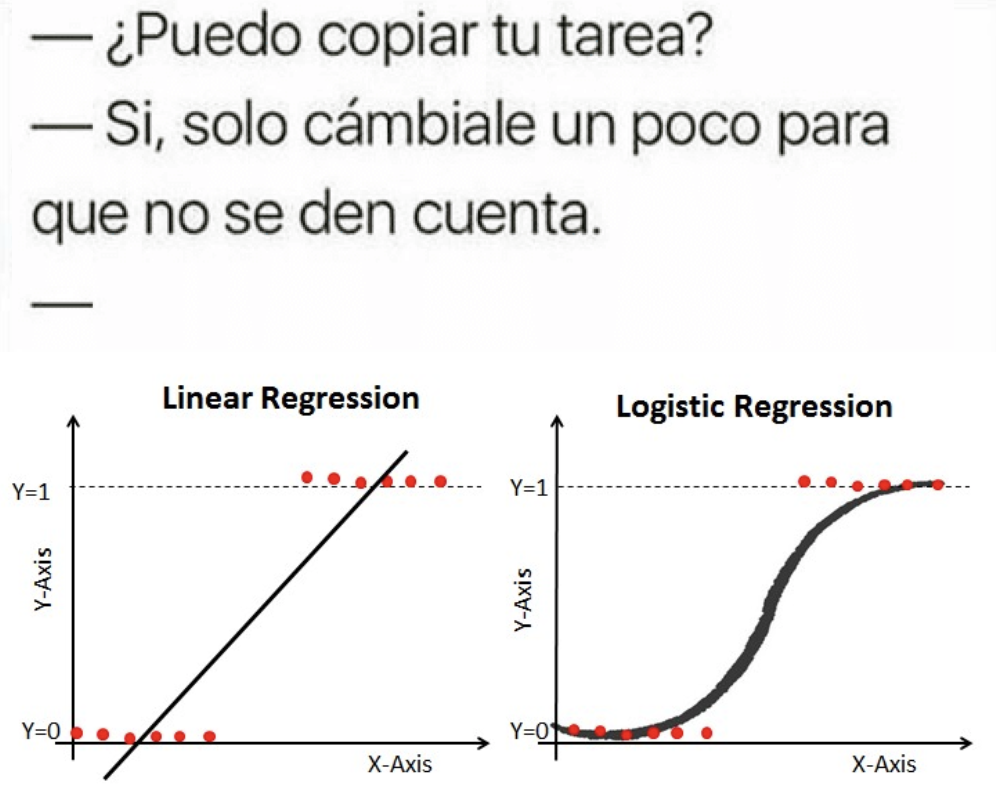 — ¿Puedo copiar tu tarea?
— Si, solo cámbiale un poco para
que no se den cuenta.
—
Linear Regression
Y=1
Y-Axis
Y=0
X-Axis
Logistic Regression
Y=1
Y-Axis
Y=0
X-Axis